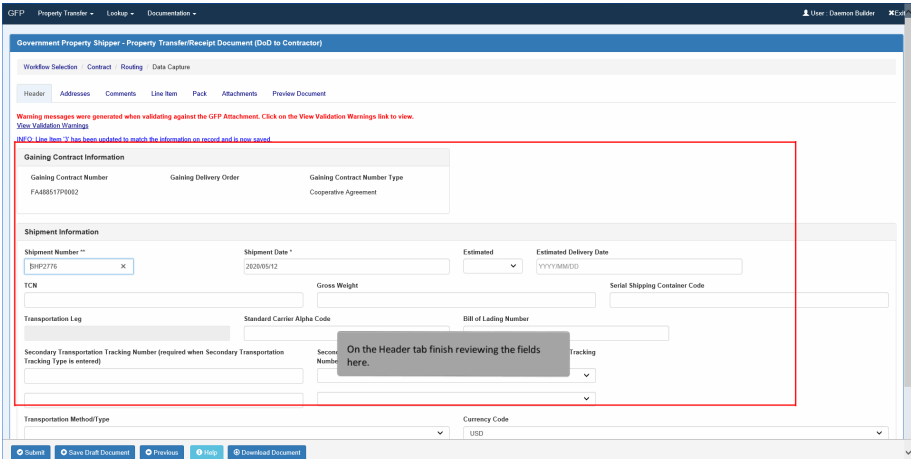 GFP Property Transfer Lookup Documentation User : Daemon Builder Exit
Government Property Shipper - Property Transfer/Receipt Document (DoD to Contractor)
Workflow Selection / Contract / Routing / Data Capture
Header Addresses Comments Line Item Pack Attachments Preview Document
Warning messages were generated when validating against the GFP Attachment. Click on the View Validation Warnings link to view.
View Validation Warnings
INFO: Line Item '3' has been updated to match the information on record and is now saved.
Gaining Contract Information
Gaining Contract Number Gaining Delivery Order Gaining Contract Number Type
FA488517P0002 Cooperative Agreement
Shipment Information
Shipment Number ** Shipment Date * Estimated Estimated Delivery Date
SHP2776 2020/05/12 YYYY/MM/DD
TCN Gross Weight Serial Shipping Container Code
Transportation Leg Standard Carrier Alpha Code Bill of Lading Number
On the Header tab finish reviewing the fields
here.
Secondary Transportation Tracking Number (required when Secondary Transportation
Tracking Type is entered)
Tracking
Transportation Method/Type Currency Code
USD
Submit Save Draft Document Previous Help Download Document